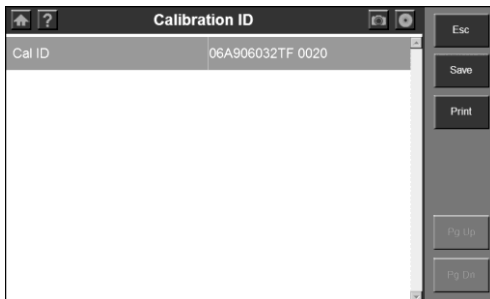 ? Calibration ID
Esc
Cal ID 06A906032TF 0020
Save
Print
Pg Up
Pg Dn